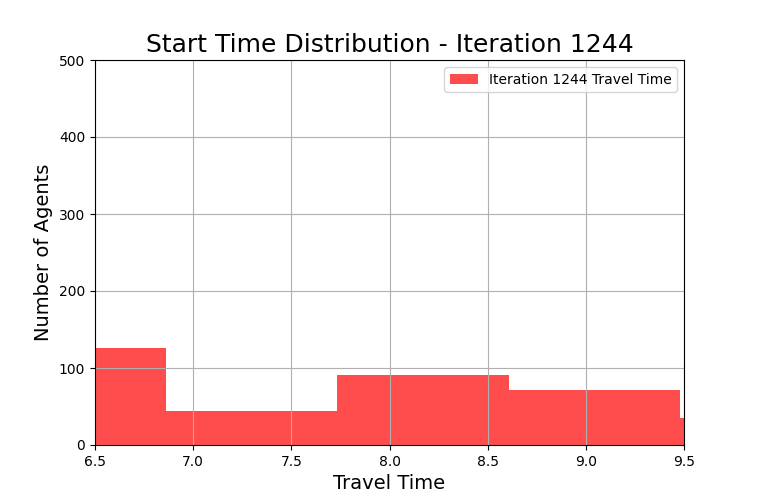 Start Time Distribution - Iteration 1244
500
Iteration 1244 Travel Time
400
300
200
100
0
Number of Agents
6.5 7.0 7.5 8.0 8.5 9.0 9.5
Travel Time